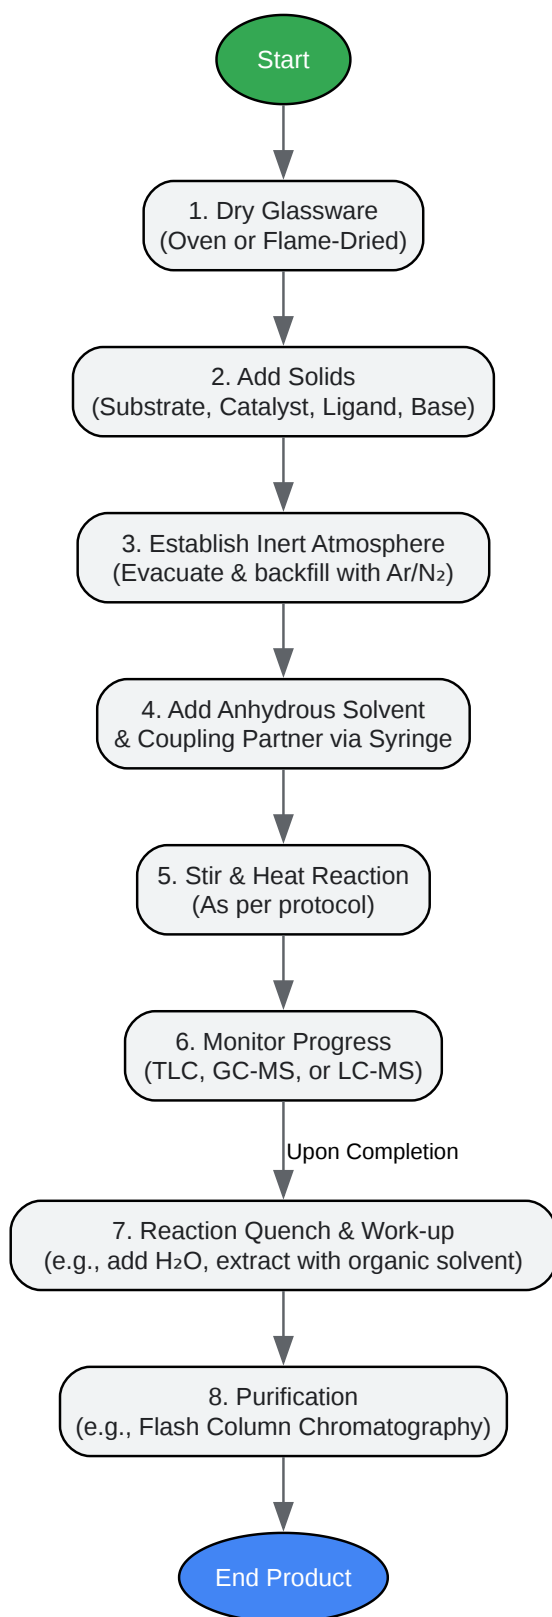 Start
1. Dry Glassware
(Oven or Flame-Dried)
2. Add Solids
(Substrate, Catalyst, Ligand, Base)
3. Establish Inert Atmosphere
(Evacuate & backfill with Ar/N₂)
4. Add Anhydrous Solvent
& Coupling Partner via Syringe
5. Stir & Heat Reaction
(As per protocol)
6. Monitor Progress
(TLC, GC-MS, or LC-MS)
Upon Completion
7. Reaction Quench & Work-up
(e.g., add H₂O, extract with organic solvent)
8. Purification
(e.g., Flash Column Chromatography)
End Product